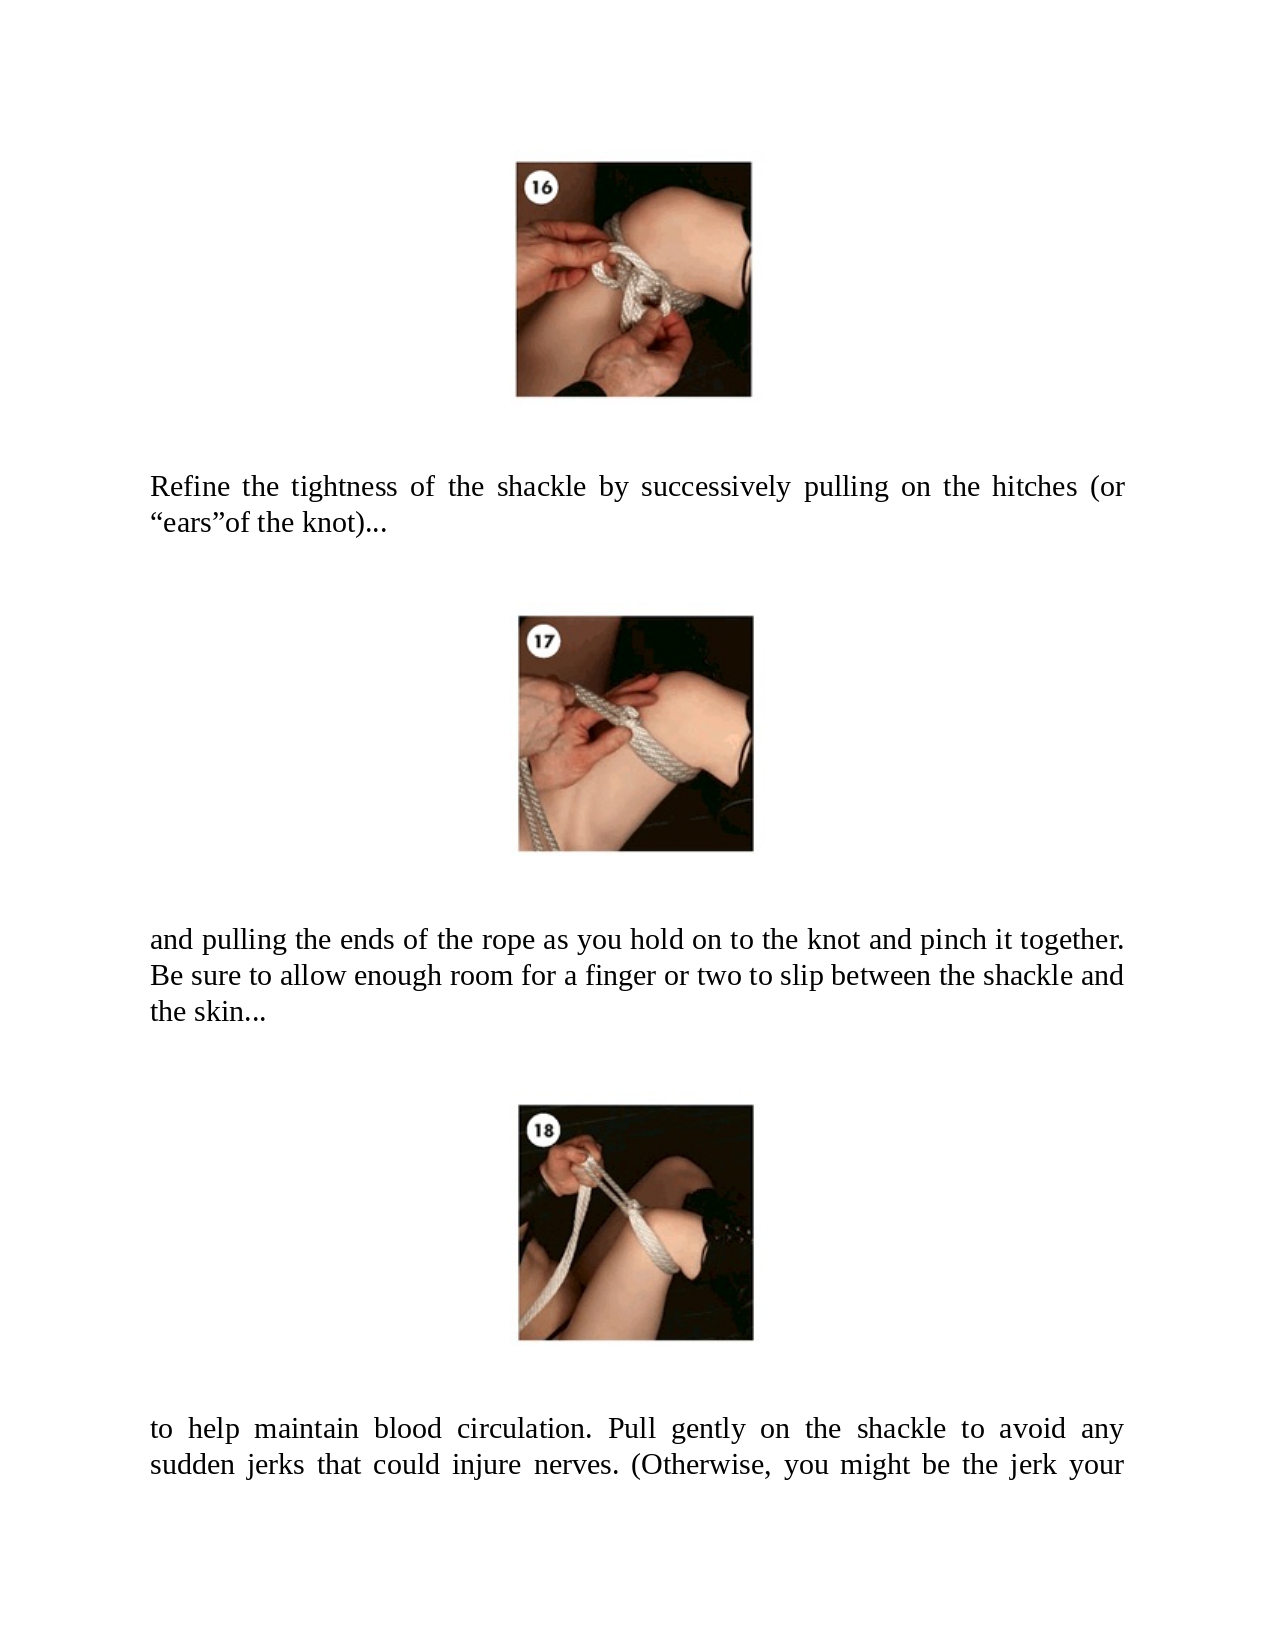 16
Refine the tightness of the shackle by successively pulling on the hitches (or
“ears”of the knot)...
17
and pulling the ends of the rope as you hold on to the knot and pinch it together.
Be sure to allow enough room for a finger or two to slip between the shackle and
the skin...
18
to help maintain blood circulation. Pull gently on the shackle to avoid any
sudden jerks that could injure nerves. (Otherwise, you might be the jerk your